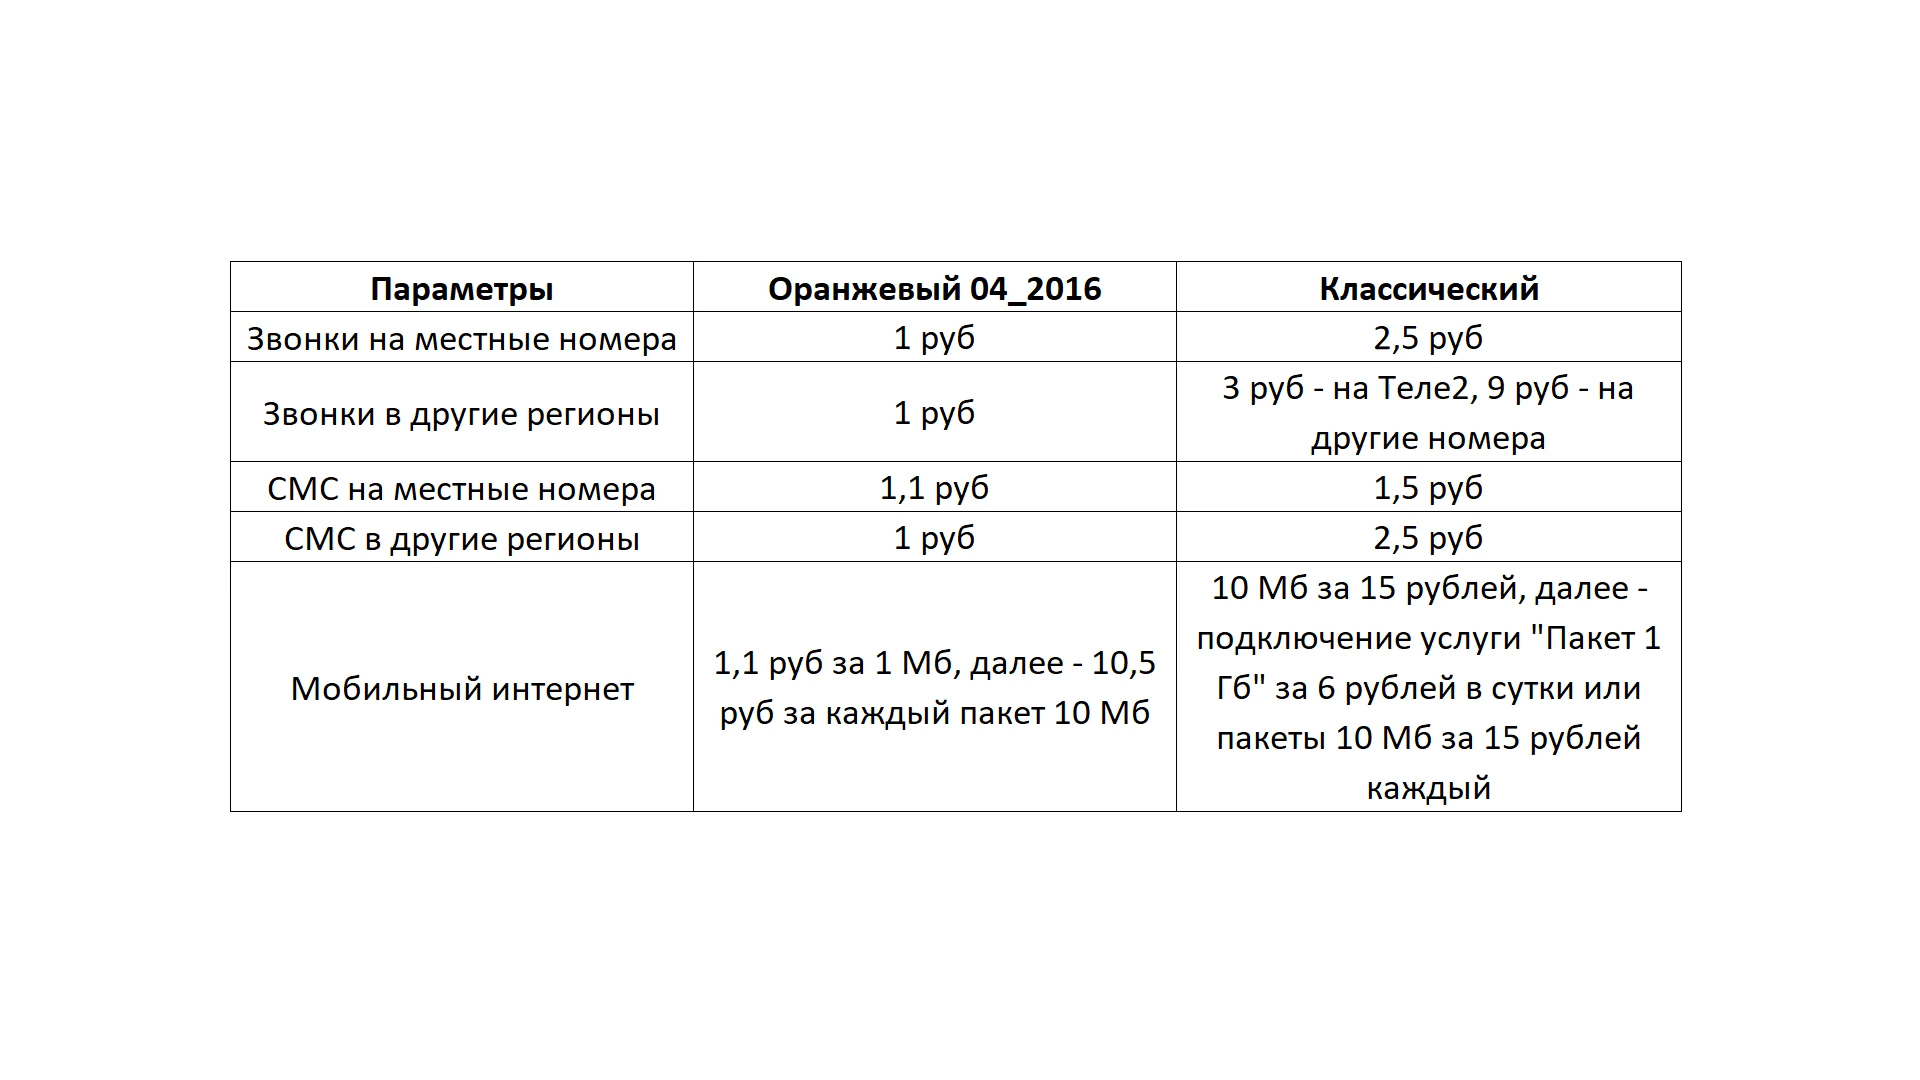 Параметры
Оранжевый 04_2016
Классический
Звонки на местные номера
1 руб
2,5 руб
Звонки в другие регионы
1 руб
3 руб - на Теле2, 9 руб - на
другие номера
СМС на местные номера
1,1 руб
1,5 руб
СМС в другие регионы
1 руб
2,5 руб
Мобильный интернет
1,1 руб за 1 Мб, далее - 10,5
руб за каждый пакет 10 Мб
10 Мб за 15 рублей, далее -
подключение услуги "Пакет 1
Гб" за 6 рублей в сутки или
пакеты 10 Мб за 15 рублей
каждый